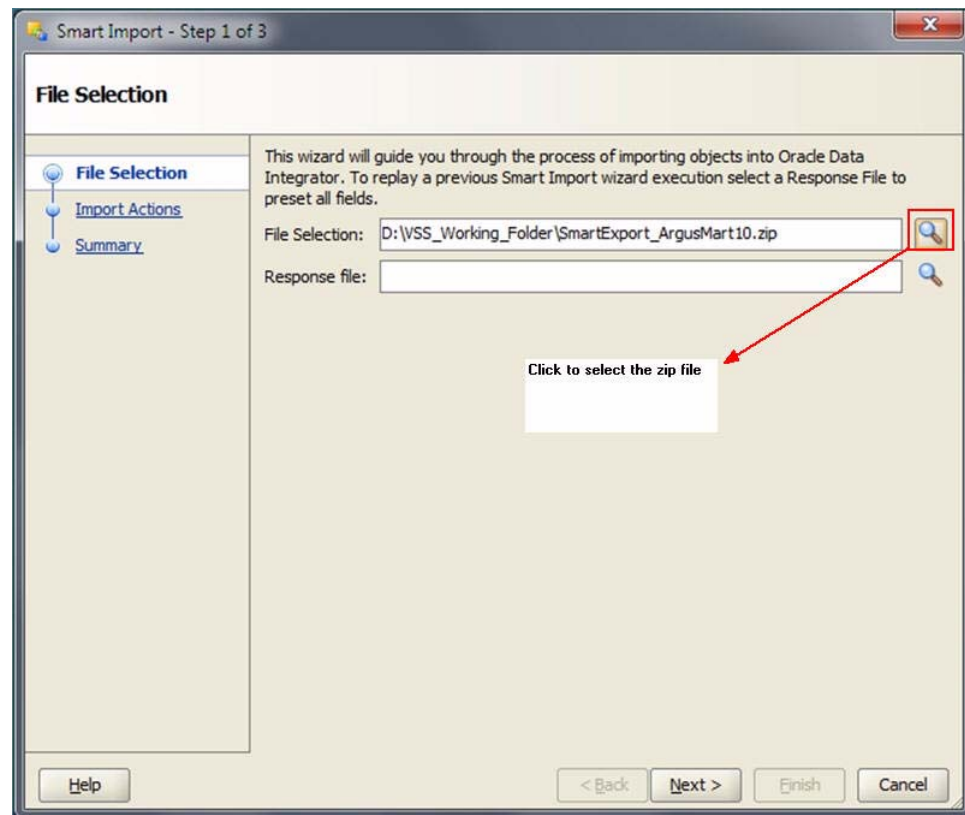 Smart Import - Step 1 of 3
File Selection
File Selection
Import Actions
Summary
This wizard will guide you through the process of importing objects into Oracle Data
Integrator. To replay a previous Smart Import wizard execution select a Response File to
preset all fields.
File Selection: D:\VSS_Working_Folder\SmartExport_ArgusMart10.zip
Response file:
Click to select the zip file
Help
< Back
Next >
Finish
Cancel